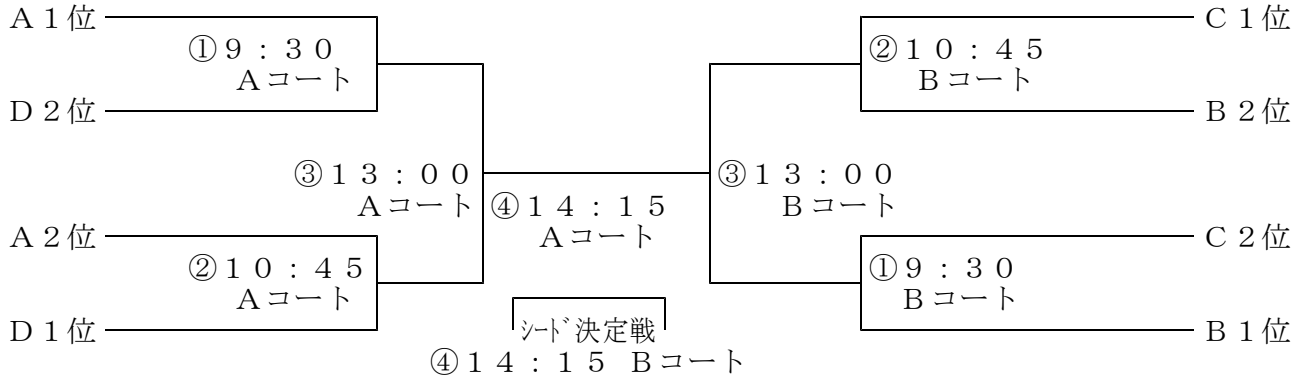 Ａ１位
Ｃ１位
①９：３０
Ａコート
②１０：４５
Ｂコート
Ｄ２位
Ｂ２位
③１３：００
Ａコート
④１４：１５
Ａコート
③１３：００
Ｂコート
Ａ２位
Ｃ２位
②１０：４５
Ａコート
①９：３０
Ｂコート
Ｄ１位
ｼｰﾄﾞ決定戦
Ｂ１位
④１４：１５ Ｂコート